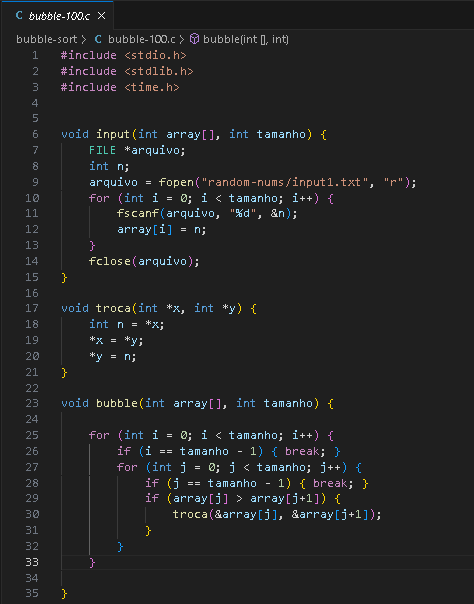 bubble-100.c
bubble-sort > C bubble-100.c > bubble(int [], int)
1 #include <stdio.h>
2 #include <stdlib.h>
3 #include <time.h>
4
5
6 void input(int array[], int tamanho) {
7     FILE *arquivo;
8     int n;
9     arquivo = fopen("random-nums/input1.txt", "r");
10     for (int i = 0; i < tamanho; i++) {
11         fscanf(arquivo, "%d", &n);
12         array[i] = n;
13     }
14     fclose(arquivo);
15 }
16
17 void troca(int *x, int *y) {
18     int n = *x;
19     *x = *y;
20     *y = n;
21 }
22
23 void bubble(int array[], int tamanho) {
24
25     for (int i = 0; i < tamanho; i++) {
26         if (i == tamanho - 1) { break; }
27         for (int j = 0; j < tamanho; j++) {
28             if (j == tamanho - 1) { break; }
29             if (array[j] > array[j+1]) {
30                 troca(&array[j], &array[j+1]);
31             }
32         }
33     }
34
35 }